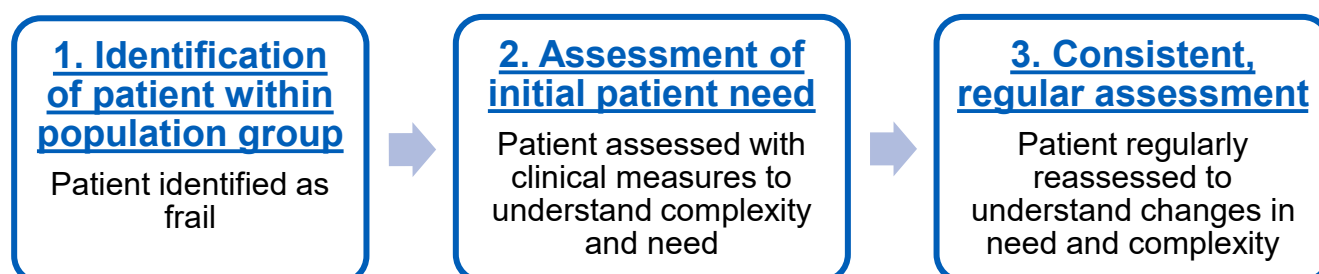 1. Identification
of patient within
population group
Patient identified as
frail
2. Assessment of
initial patient need
Patient assessed with
clinical measures to
understand complexity
and need
3. Consistent,
regular assessment
Patient regularly
reassessed to
understand changes in
need and complexity